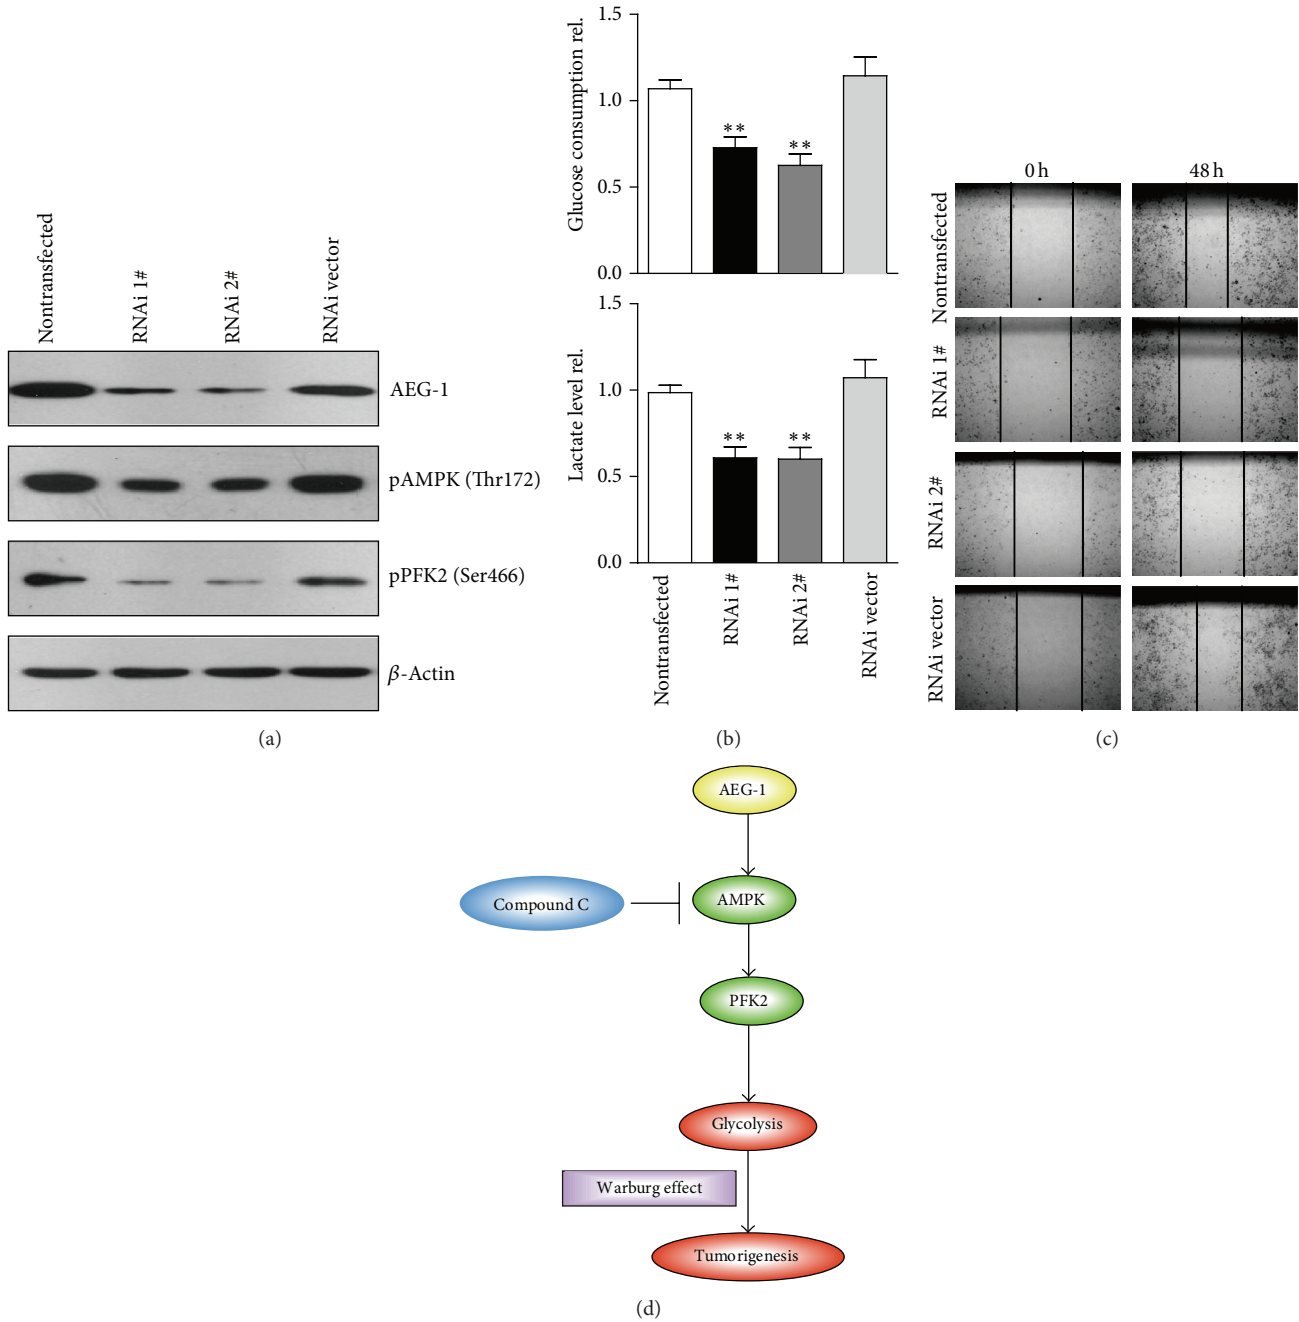 Nontransfected
RNAi 1#
RNAi 2#
RNAi vector
AEG-1
pAMPK (Thr172)
pPFK2 (Ser466)
β-Actin
(a)
Glucose consumption rel.
1.5
1.0
0.5
0.0
**
**
Lactate level rel.
1.5
1.0
0.5
0.0
**
**
Nontransfected
RNAi 1#
RNAi 2#
RNAi vector
(b)
0 h
48 h
Nontransfected
RNAi 1#
RNAi 2#
RNAi vector
(c)
AEG-1
Compound C
AMPK
PFK2
Glycolysis
Warburg effect
Tumorigenesis
(d)